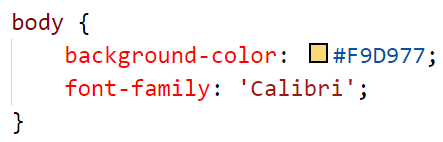 body {
    background-color: #F9D977;
    font-family: 'Calibri';
}